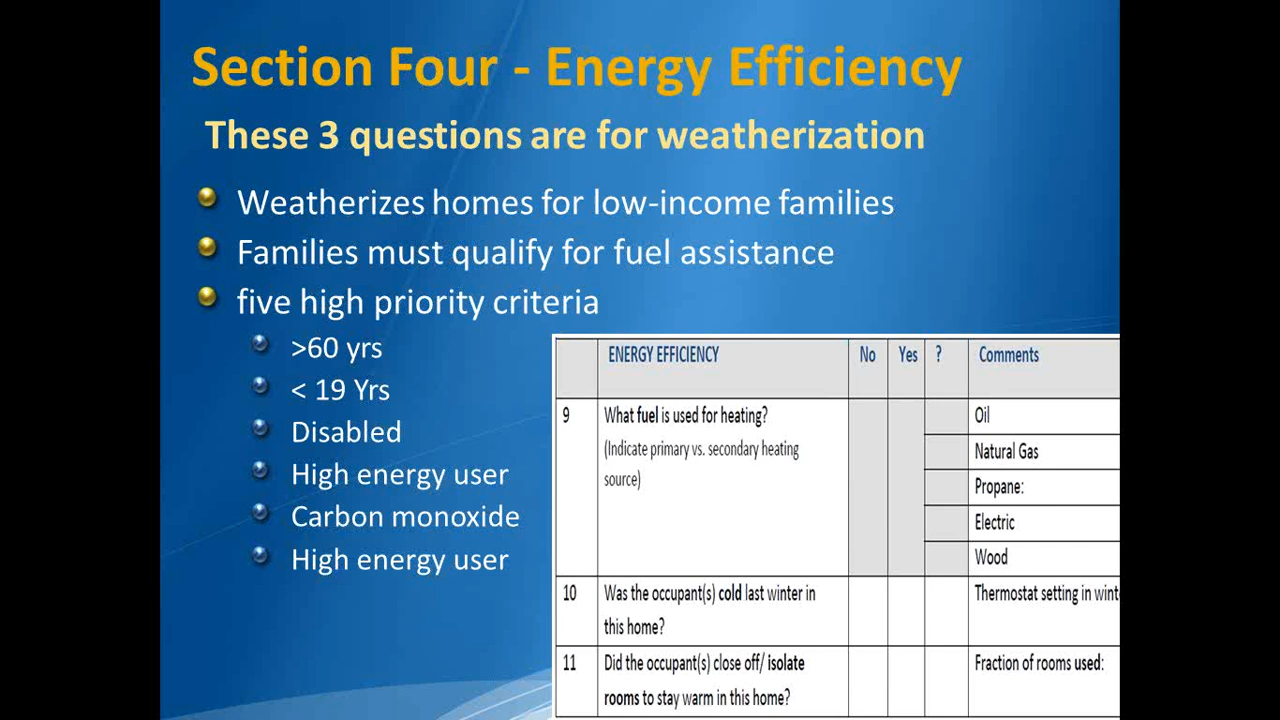 Section Four - Energy Efficiency
These 3 questions are for weatherization
Weatherizes homes for low-income families
Families must qualify for fuel assistance
five high priority criteria
>60 yrs
< 19 Yrs
Disabled
High energy user
Carbon monoxide
High energy user
ENERGY EFFICIENCY No Yes ? Comments
9 What fuel is used for heating? Oil
(Indicate primary vs. secondary heating Natural Gas
source) Propane:
Electric
Wood
10 Was the occupant(s) cold last winter in Thermostat setting in wint
this home?
11 Did the occupant(s) close off/ isolate Fraction of rooms used:
rooms to stay warm in this home?